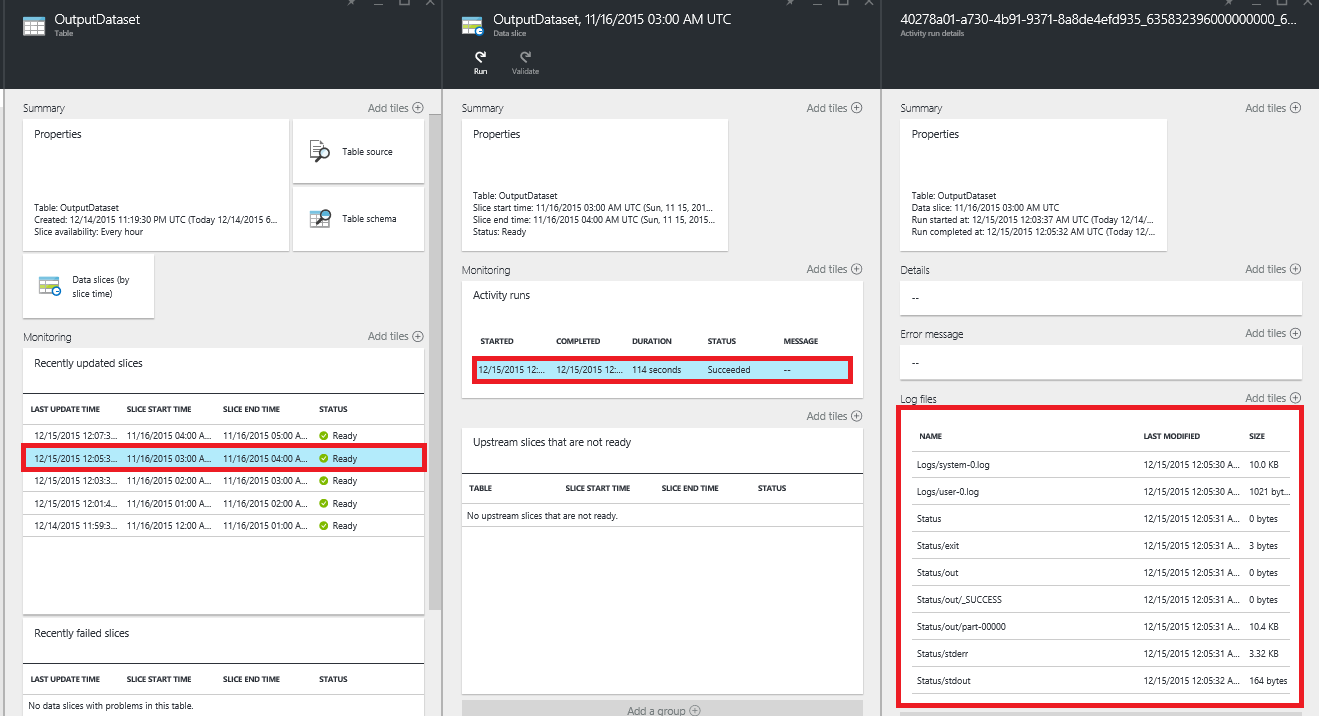 OutputDataset
Table
Summary
Add tiles
Properties
Table: OutputDataset
Created: 12/14/2015 11:19:30 PM UTC (Today 12/14/2015 6...
Slice availability: Every hour
Table source
Table schema
Data slices (by
slice time)
Monitoring
Add tiles
Recently updated slices
LAST UPDATE TIME SLICE START TIME SLICE END TIME STATUS
12/15/2015 12:07:3... 11/16/2015 04:00 A... 11/16/2015 05:00 A... Ready
12/15/2015 12:05:3... 11/16/2015 03:00 A... 11/16/2015 04:00 A... Ready
12/15/2015 12:03:3... 11/16/2015 02:00 A... 11/16/2015 03:00 A... Ready
12/15/2015 12:01:4... 11/16/2015 01:00 A... 11/16/2015 02:00 A... Ready
12/14/2015 11:59:3... 11/16/2015 12:00 A... 11/16/2015 01:00 A... Ready
Recently failed slices
LAST UPDATE TIME SLICE START TIME SLICE END TIME STATUS
No data slices with problems in this table.
OutputDataset, 11/16/2015 03:00 AM UTC
Data slice
Run Validate
Summary
Add tiles
Properties
Table: OutputDataset
Slice start time: 11/16/2015 03:00 AM UTC (Sun, 11 15, 201...
Slice end time: 11/16/2015 04:00 AM UTC (Sun, 11 15, 2015...
Status: Ready
Monitoring
Add tiles
Activity runs
STARTED COMPLETED DURATION STATUS MESSAGE
12/15/2015 12:... 12/15/2015 12:... 114 seconds Succeeded --
Add tiles
Upstream slices that are not ready
TABLE SLICE START TIME SLICE END TIME STATUS
No upstream slices that are not ready.
Add a group
40278a01-a730-4b91-9371-8a8de4efd935_635832396000000000_6...
Activity run details
Summary
Add tiles
Properties
Table: OutputDataset
Data slice: 11/16/2015 03:00 AM UTC
Run started at: 12/15/2015 12:03:37 AM UTC (Today 12/14/...
Run completed at: 12/15/2015 12:05:32 AM UTC (Today 12/...
Details
Add tiles
--
Error message
Add tiles
--
Log files
Add tiles
NAME LAST MODIFIED SIZE
Logs/system-0.log 12/15/2015 12:05:30 A... 10.0 KB
Logs/user-0.log 12/15/2015 12:05:30 A... 1021 byt...
Status 12/15/2015 12:05:31 A... 0 bytes
Status/exit 12/15/2015 12:05:31 A... 3 bytes
Status/out 12/15/2015 12:05:31 A... 0 bytes
Status/out/_SUCCESS 12/15/2015 12:05:31 A... 0 bytes
Status/out/part-00000 12/15/2015 12:05:31 A... 10.4 KB
Status/stderr 12/15/2015 12:05:31 A... 3.32 KB
Status/stdout 12/15/2015 12:05:32 A... 164 bytes